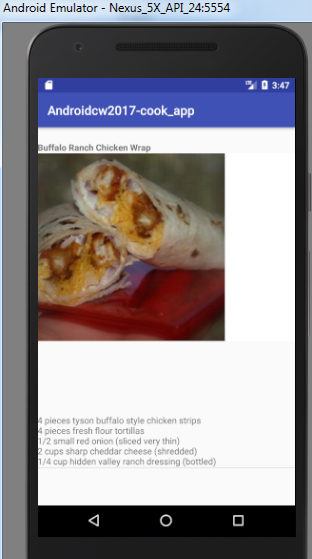 Android Emulator - Nexus_5X_API_24:5554
3:47
Androidcw2017-cook_app
Buffalo Ranch Chicken Wrap
4 pieces tyson buffalo style chicken strips
4 pieces fresh flour tortillas
1/2 small red onion (sliced very thin)
2 cups sharp cheddar cheese (shredded)
1/4 cup hidden valley ranch dressing (bottled)